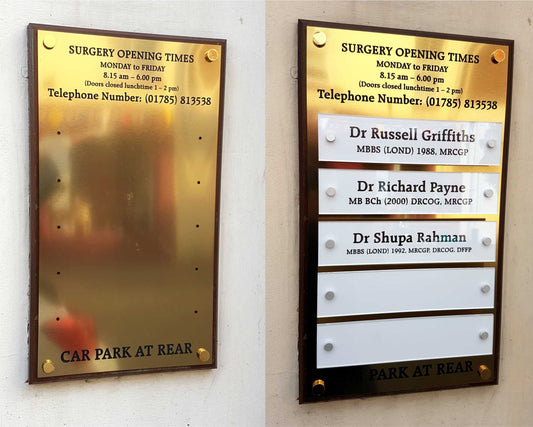 SURGERY OPENING TIMES
MONDAY to FRIDAY
8.15 am – 6.00 pm
(Doors closed lunchtime 1 – 2 pm)
Telephone Number: (01785) 813538
CAR PARK AT REAR
SURGERY OPENING TIMES
MONDAY to FRIDAY
8.15 am – 6.00 pm
(Doors closed lunchtime 1 – 2 pm)
Telephone Number: (01785) 813538
Dr Russell Griffiths
MBBS (LOND) 1988, MRCGP
Dr Richard Payne
MB BCh (2000) DRCOG, MRCGP
Dr Shupa Rahman
MBBS (LOND) 1992, MRCGP, DRCOG, DFFP
CAR PARK AT REAR